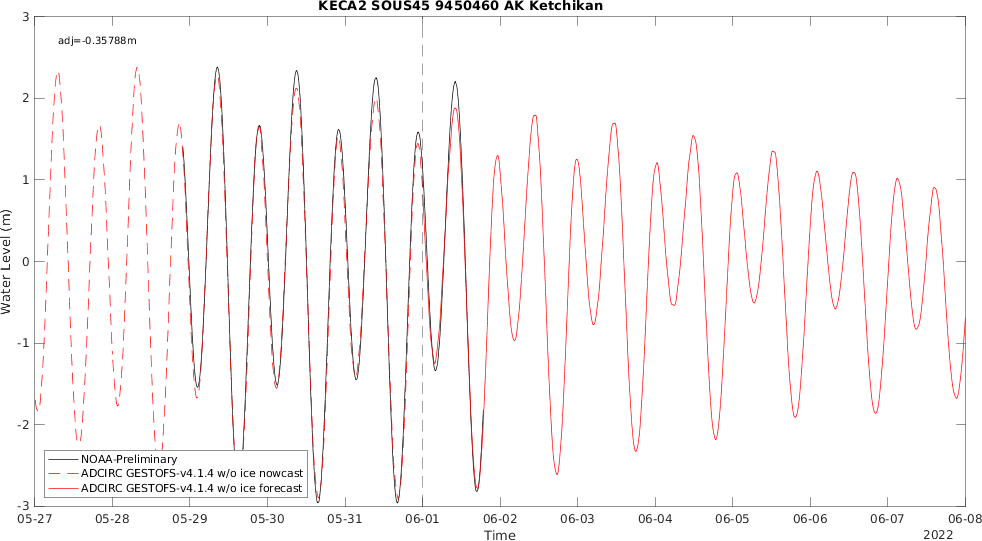 KECA2 SOUS45 9450460 AK Ketchikan
adj=-0.35788m
3
2
1
0
-1
-2
-3
Water Level (m)
NOAA-Preliminary
ADCIRC GESTOFS-v4.1.4 w/o ice nowcast
ADCIRC GESTOFS-v4.1.4 w/o ice forecast
05-27 05-28 05-29 05-30 05-31 06-01 06-02 06-03 06-04 06-05 06-06 06-07 06-08
Time
2022